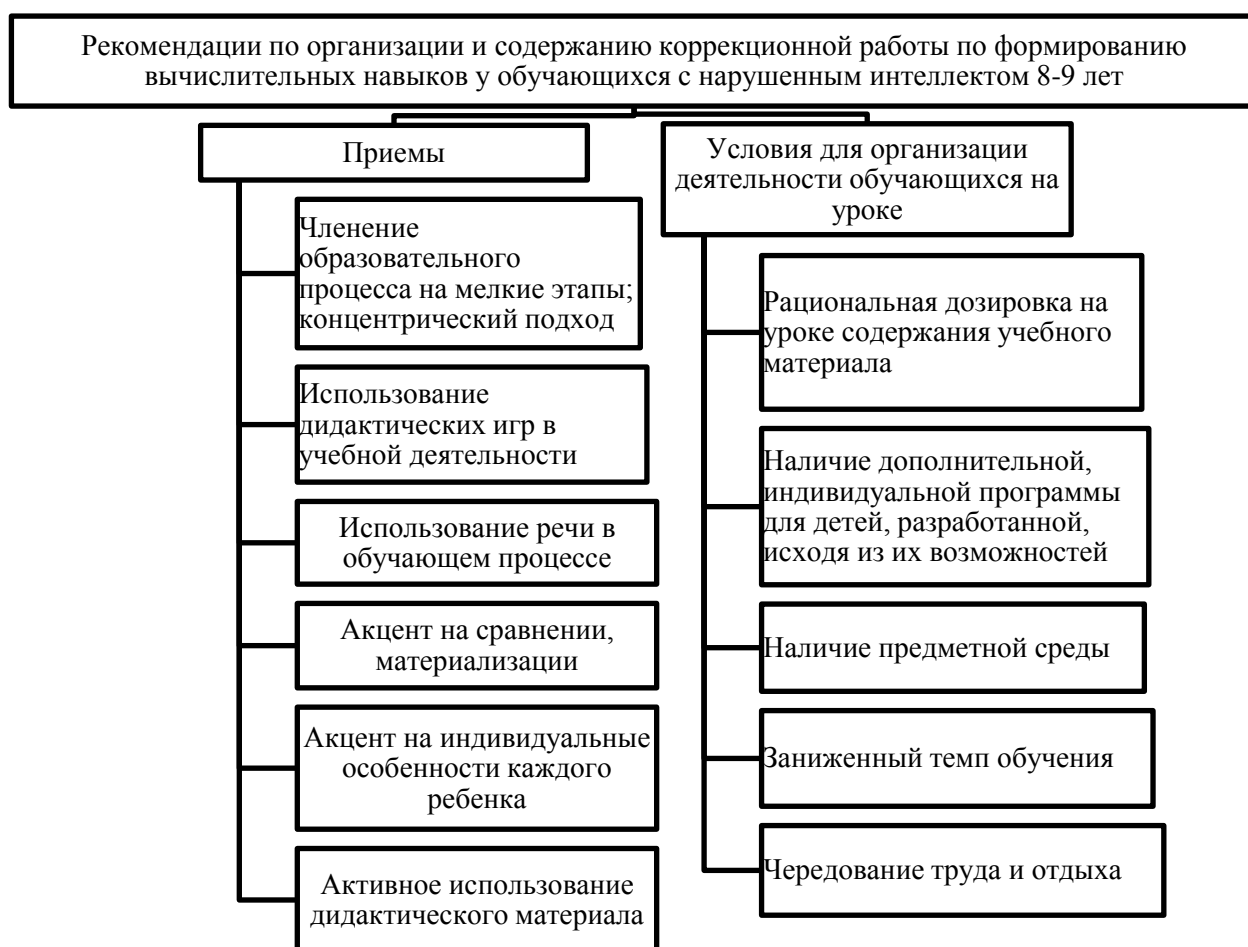 Рекомендации по организации и содержанию коррекционной работы по формированию
вычислительных навыков у обучающихся с нарушенным интеллектом 8-9 лет
Приемы
Членение
образовательного
процесса на мелкие этапы;
концентрический подход
Использование
дидактических игр в
учебной деятельности
Использование речи в
обучающем процессе
Акцент на сравнении,
материализации
Акцент на индивидуальные
особенности каждого
ребенка
Активное использование
дидактического материала
Условия для организации
деятельности обучающихся на
уроке
Рациональная дозировка на
уроке содержания учебного
материала
Наличие дополнительной,
индивидуальной программы
для детей, разработанной,
исходя из их возможностей
Наличие предметной среды
Заниженный темп обучения
Чередование труда и отдыха